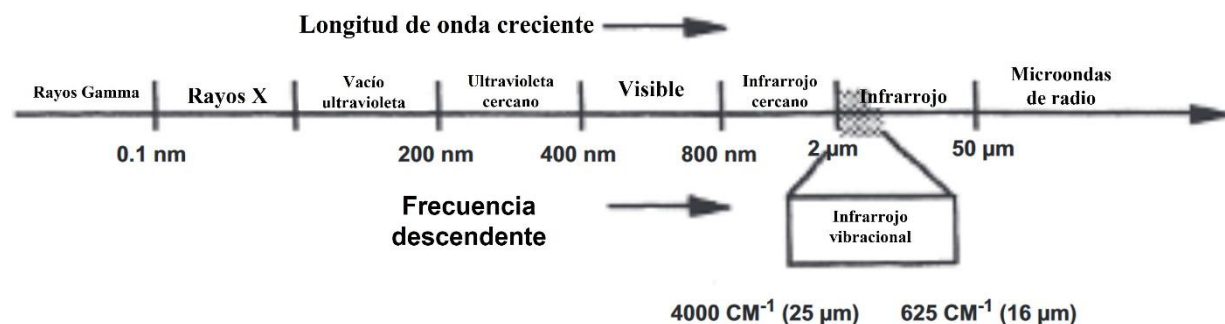 Longitud de onda creciente
Rayos Gamma
Rayos X
Vacío
ultravioleta
Ultravioleta
cercano
Visible
Infrarrojo
cercano
Infrarrojo
Microondas
de radio
0.1 nm
200 nm
400 nm
800 nm
2 µm
50 µm
Frecuencia
descendente
Infrarrojo
vibracional
4000 CM⁻¹ (25 µm)
625 CM⁻¹ (16 µm)